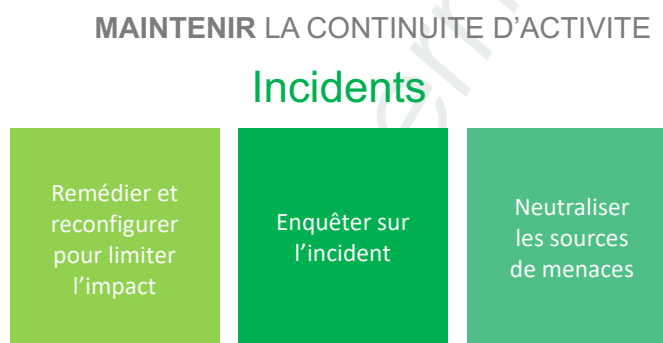 MAINTENIR LA CONTINUITE D’ACTIVITE
Incidents
Remédier et
reconfigurer
pour limiter
l’impact
Enquêter sur
l’incident
Neutraliser
les sources
de menaces